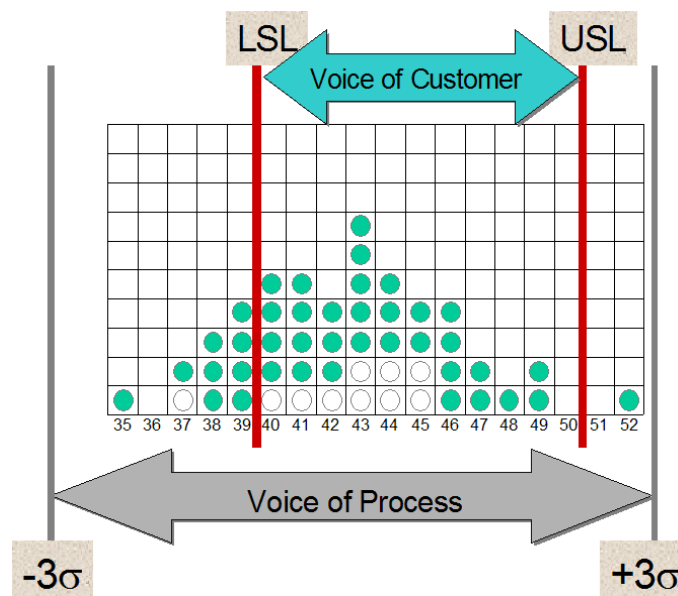 LSL USL
Voice of Customer
35 36 37 38 39 40 41 42 43 44 45 46 47 48 49 50 51 52
Voice of Process
-3σ +3σ